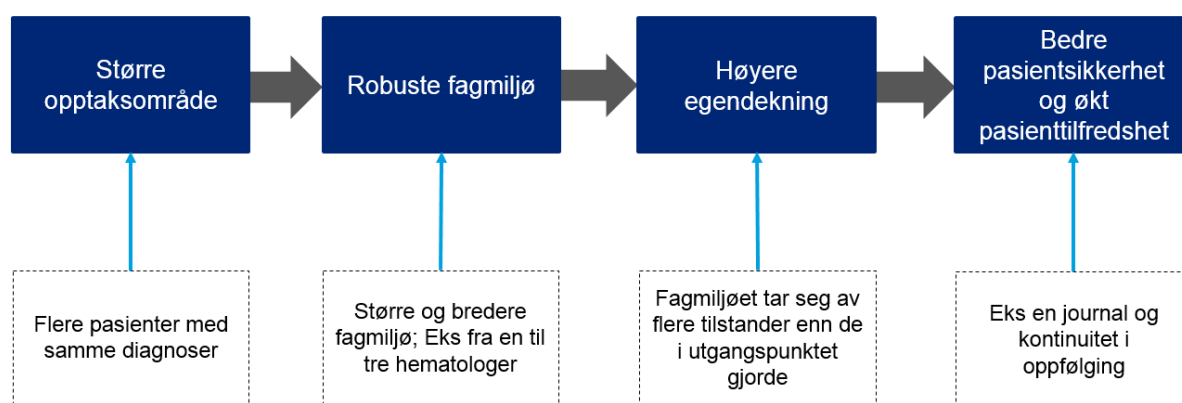 Større
opptaksområde
Robuste fagmiljø
Høyere
egendekning
Bedre
pasientsikkerhet
og økt
pasienttilfredshet
Flere pasienter med
samme diagnoser
Større og bredere
fagmiljø; Eks fra en til
tre hematologer
Fagmiljøet tar seg av
flere tilstander enn de
i utgangspunktet
gjorde
Eks en journal og
kontinuitet i
oppfølging